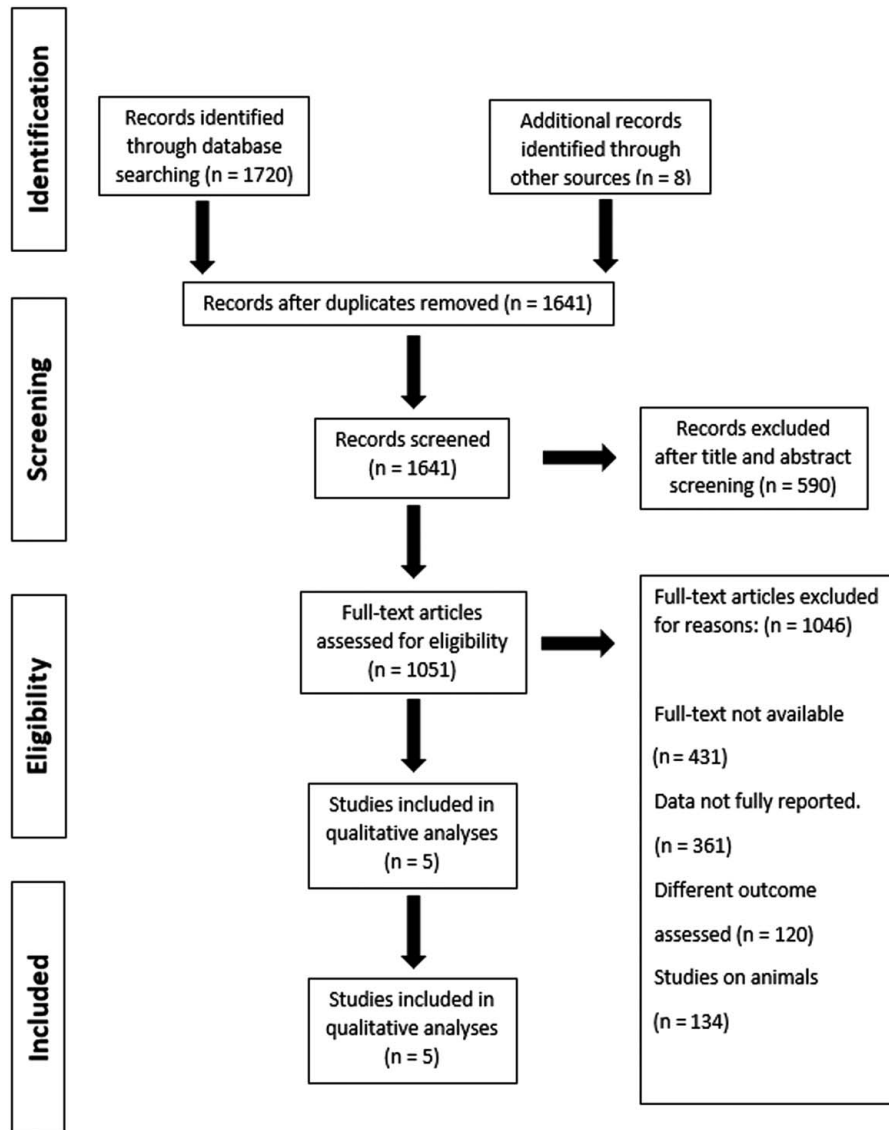 Identification
Records identified
through database
searching (n = 1720)
Additional records
identified through
other sources (n = 8)
Records after duplicates removed (n = 1641)
Screening
Records screened
(n = 1641)
Records excluded
after title and abstract
screening (n = 590)
Eligibility
Full-text articles
assessed for eligibility
(n = 1051)
Full-text articles excluded
for reasons: (n = 1046)
Full-text not available
(n = 431)
Data not fully reported.
(n = 361)
Different outcome
assessed (n = 120)
Studies on animals
(n = 134)
Studies included in
qualitative analyses
(n = 5)
Included
Studies included in
qualitative analyses
(n = 5)